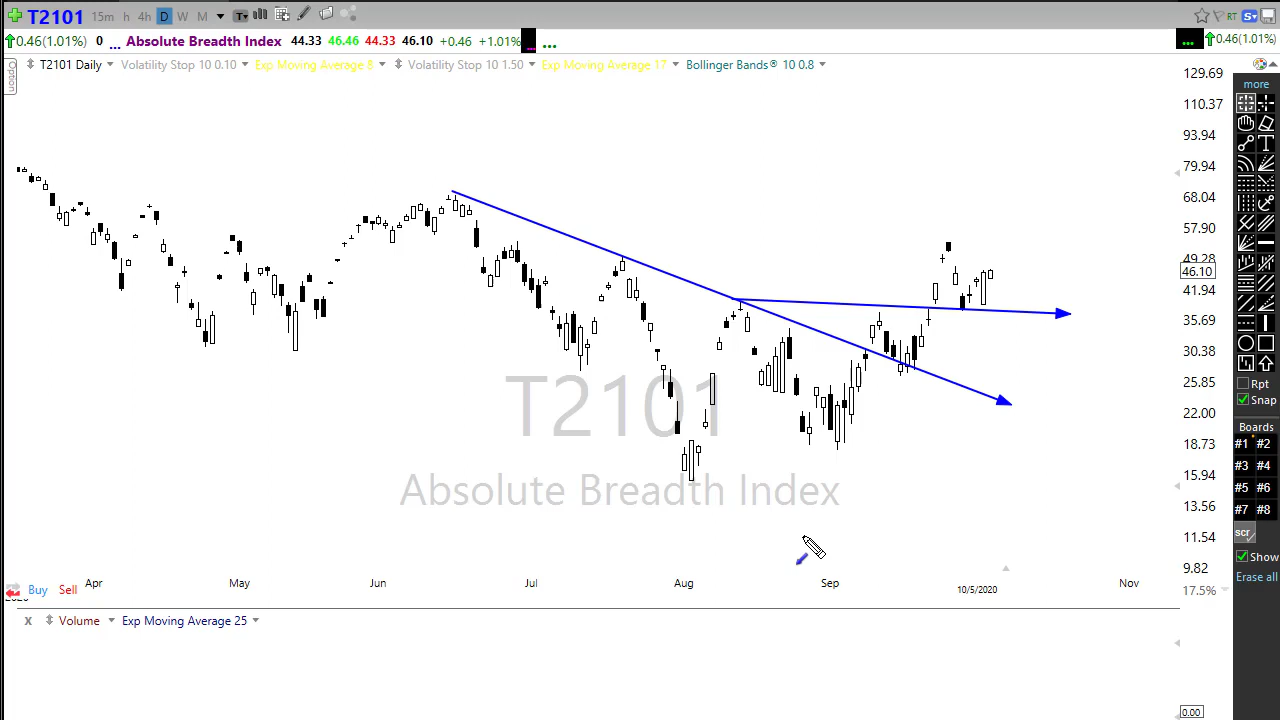 T2101 15m h 4h D W M T RT S
0.46(1.01%) 0 ... Absolute Breadth Index 44.33 46.46 44.33 46.10 +0.46 +1.01% ... ... ... 0.46(1.01%)
Option
T2101 Daily Volatility Stop 10 0.10 Exp Moving Average 8 Volatility Stop 10 1.50 Exp Moving Average 17 Bollinger Bands® 10 0.8
129.69
more
110.37
93.94
79.94
68.04
57.90
49.28
46.10
41.94
35.69
30.38
25.85
22.00
18.73
15.94
13.56
11.54
9.82
17.5%
T2101
Absolute Breadth Index
Rpt
Snap
Boards
#1 #2
#3 #4
#5 #6
#7 #8
scr
Show
Erase all
Apr May Jun Jul Aug Sep 10/5/2020 Nov
Buy Sell
x Volume Exp Moving Average 25
0.00